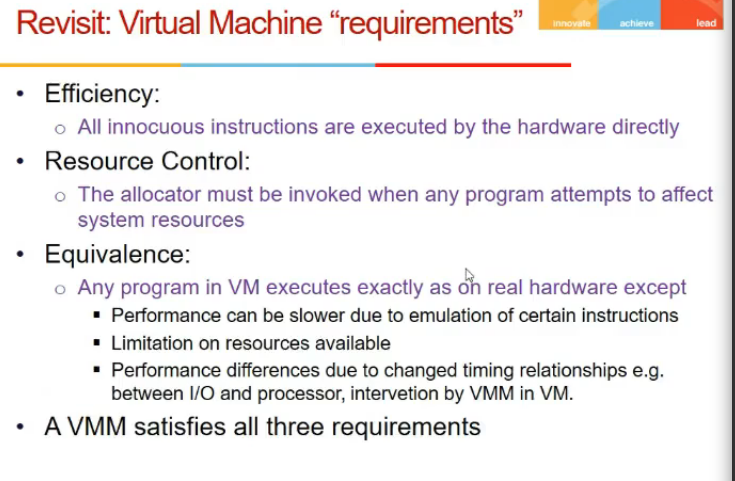 Revisit: Virtual Machine “requirements”
innovate achieve lead
• Efficiency:
o All innocuous instructions are executed by the hardware directly
• Resource Control:
o The allocator must be invoked when any program attempts to affect
system resources
• Equivalence:
o Any program in VM executes exactly as on real hardware except
▪ Performance can be slower due to emulation of certain instructions
▪ Limitation on resources available
▪ Performance differences due to changed timing relationships e.g.
between I/O and processor, intervetion by VMM in VM.
• A VMM satisfies all three requirements